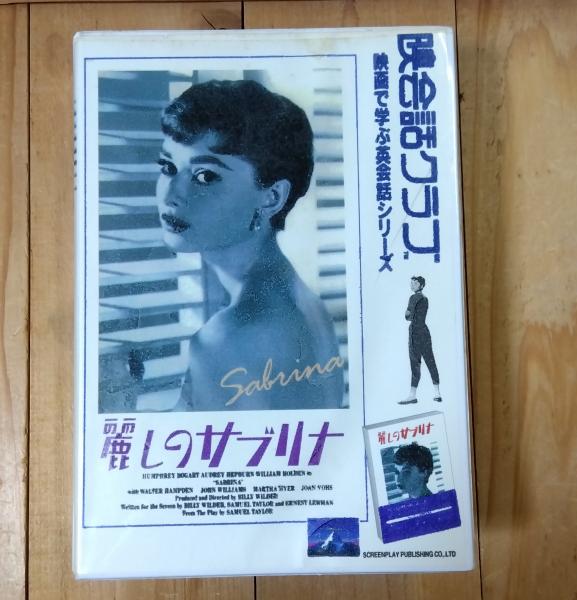 映会話クラブ
映画で学ぶ英会話シリーズ
Sabrina
麗しのサブリナ
HUMPHREY BOGART AUDREY HEPBURN WILLIAM HOLDEN in
"SABRINA"
with WALTER HAMPDEN JOHN WILLIAMS MARTHA HYER JOAN VOHS
Produced and Directed by BILLY WILDER
Written for the Screen by BILLY WILDER, SAMUEL TAYLOR and ERNEST LEHMAN
From The Play by SAMUEL TAYLOR
麗しのサブリナ
SCREENPLAY PUBLISHING CO., LTD